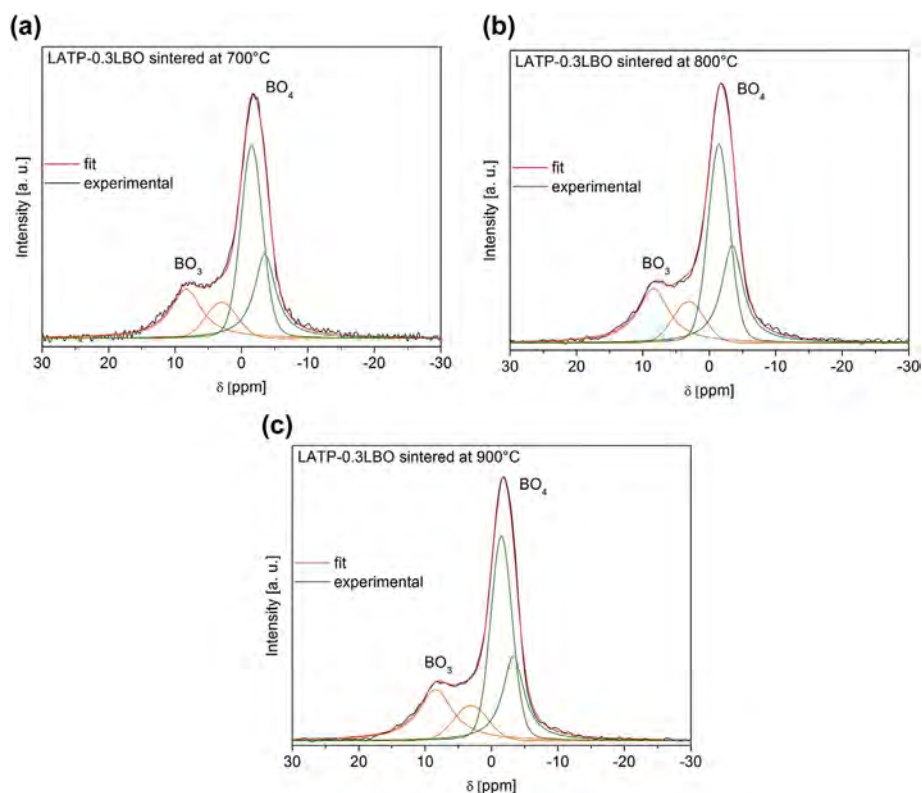 (a)
LATP-0.3LBO sintered at 700°C
BO₄
fit
experimental
BO₃
Intensity [a. u.]
30 20 10 0 -10 -20 -30
δ [ppm]
(b)
LATP-0.3LBO sintered at 800°C
BO₄
fit
experimental
BO₃
Intensity [a. u.]
30 20 10 0 -10 -20 -30
δ [ppm]
(c)
LATP-0.3LBO sintered at 900°C
BO₄
fit
experimental
BO₃
Intensity [a. u.]
30 20 10 0 -10 -20 -30
δ [ppm]